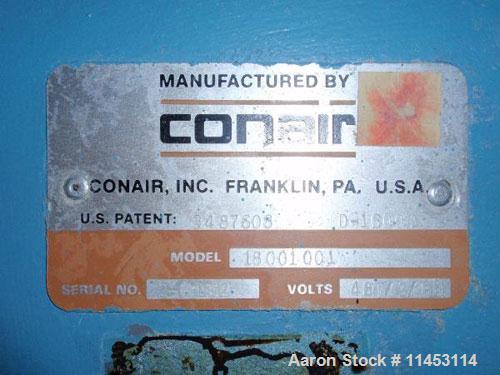 MANUFACTURED BY
conair
CONAIR, INC. FRANKLIN, PA. U.S.A.
U.S. PATENT:
MODEL 18001001
SERIAL NO. VOLTS
Aaron Stock # 11453114